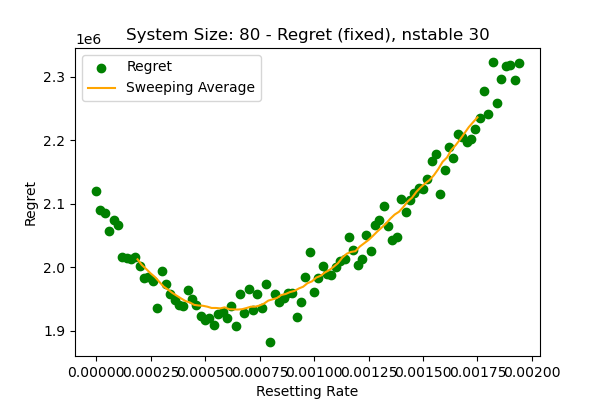 System Size: 80 - Regret (fixed), nstable 30
1e6
Regret
Sweeping Average
2.3
2.2
2.1
2.0
1.9
Regret
0.00000 0.00025 0.00050 0.00075 0.00100 0.00125 0.00150 0.00175 0.00200
Resetting Rate